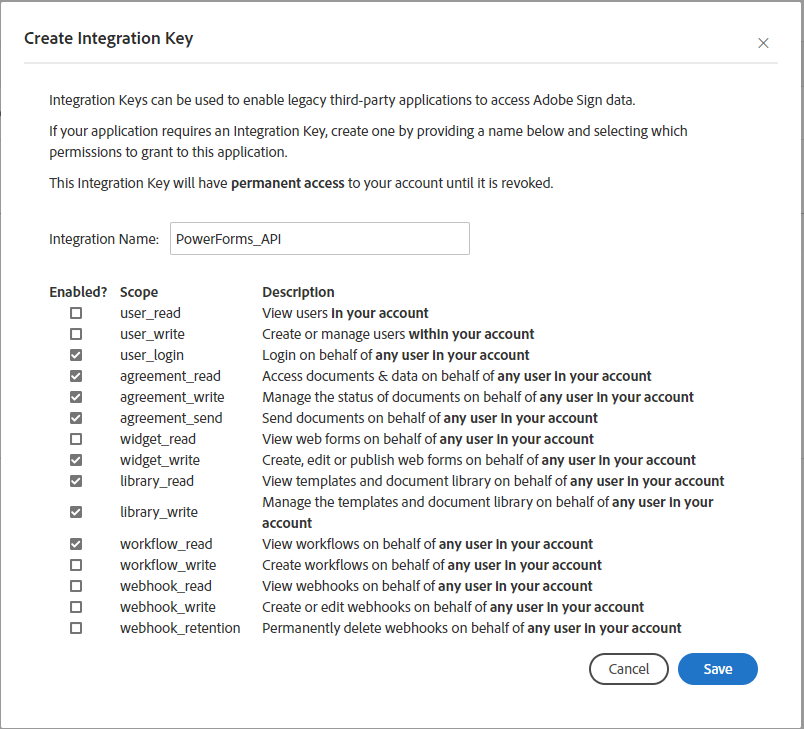 Create Integration Key
Integration Keys can be used to enable legacy third-party applications to access Adobe Sign data.
If your application requires an Integration Key, create one by providing a name below and selecting which
permissions to grant to this application.
This Integration Key will have permanent access to your account until it is revoked.
Integration Name: PowerForms_API
Enabled? Scope Description
user_read View users in your account
user_write Create or manage users within your account
user_login Login on behalf of any user in your account
agreement_read Access documents & data on behalf of any user in your account
agreement_write Manage the status of documents on behalf of any user in your account
agreement_send Send documents on behalf of any user in your account
widget_read View web forms on behalf of any user in your account
widget_write Create, edit or publish web forms on behalf of any user in your account
library_read View templates and document library on behalf of any user in your account
library_write Manage the templates and document library on behalf of any user in your
account
workflow_read View workflows on behalf of any user in your account
workflow_write Create workflows on behalf of any user in your account
webhook_read View webhooks on behalf of any user in your account
webhook_write Create or edit webhooks on behalf of any user in your account
webhook_retention Permanently delete webhooks on behalf of any user in your account
Cancel Save